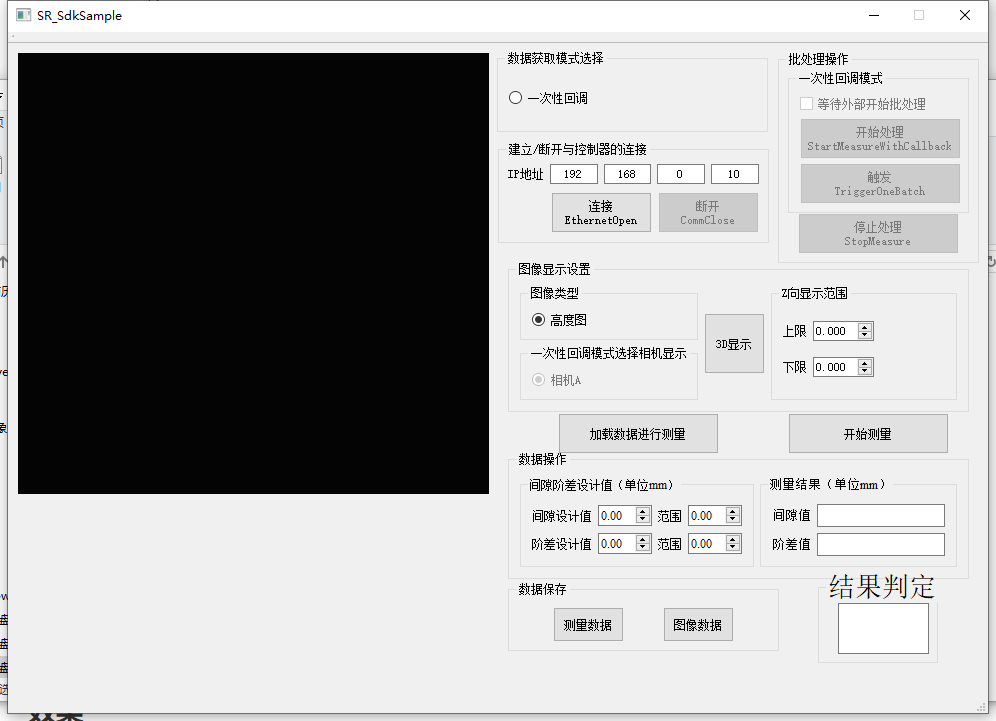 SR_SdkSample
数据获取模式选择
一次性回调
批处理操作
一次性回调模式
等待外部开始批处理
开始处理
StartMeasureWithCallback
触发
TriggerOneBatch
停止处理
StopMeasure
建立/断开与控制器的连接
IP地址 192 168 0 10
连接
EthernetOpen
断开
CommClose
图像显示设置
图像类型
高度图
一次性回调模式选择相机显示
相机A
3D显示
Z向显示范围
上限 0.000
下限 0.000
加载数据进行测量
开始测量
数据操作
间隙阶差设计值（单位mm）
间隙设计值 0.00 范围 0.00
阶差设计值 0.00 范围 0.00
测量结果（单位mm）
间隙值
阶差值
数据保存
测量数据
图像数据
结果判定